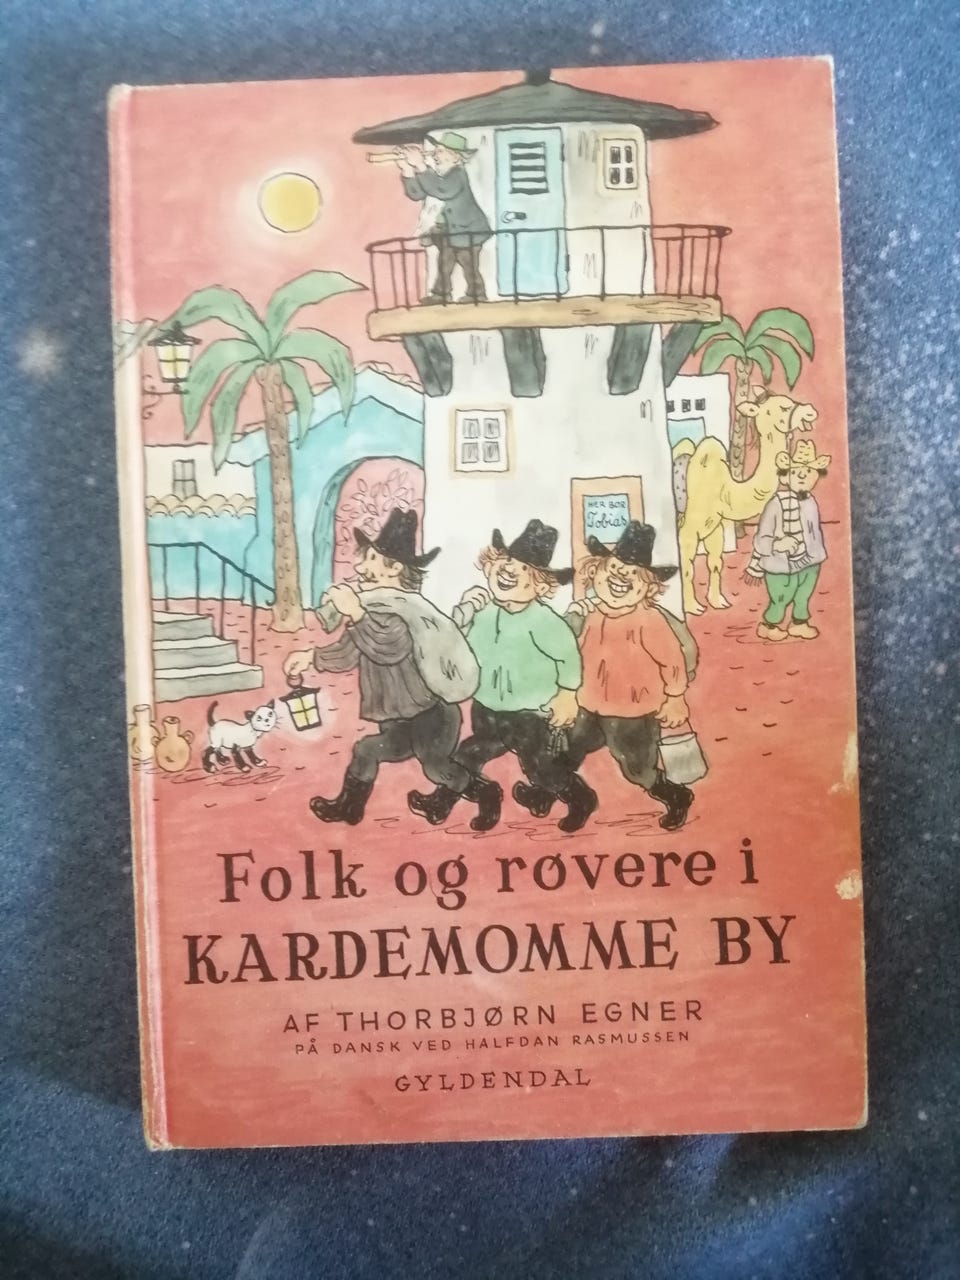 HER BOR
Tobias
Folk og røvere i
KARDEMOMME BY
AF THORBJØRN EGNER
PÅ DANSK VED HALFDAN RASMUSSEN
GYLDENDAL